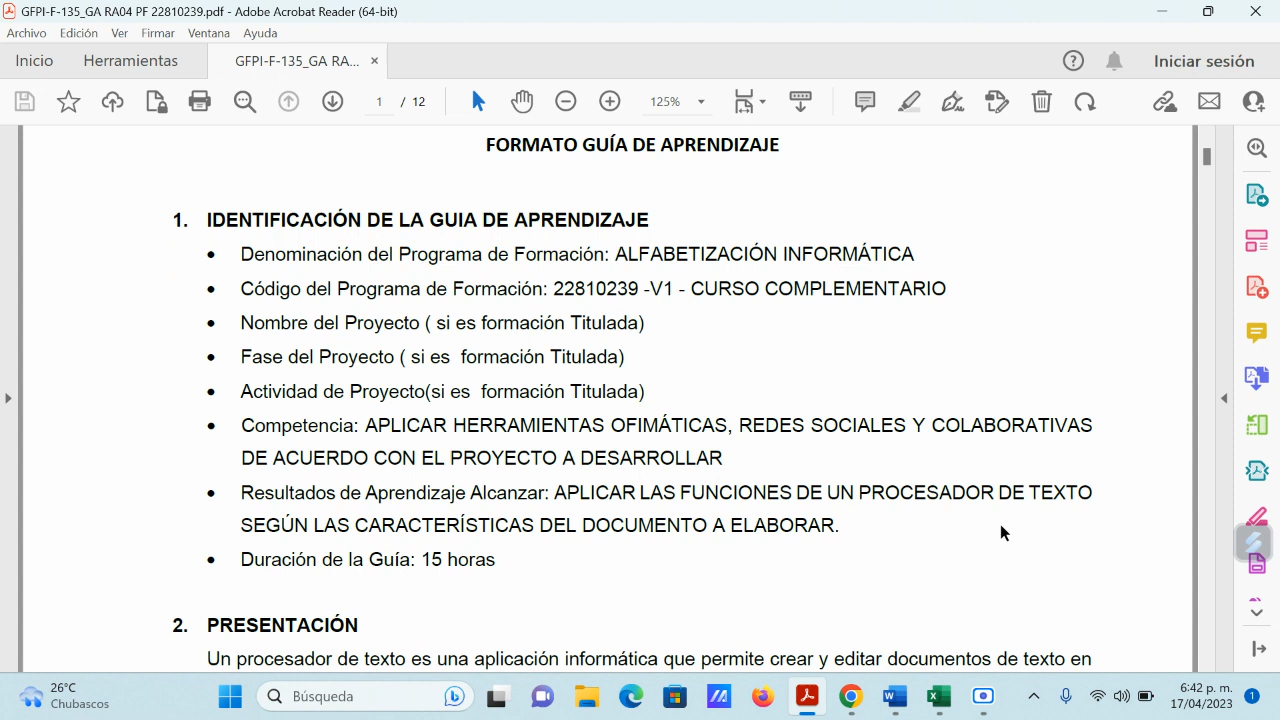 GFPI-F-135_GA RA04 PF 22810239.pdf - Adobe Acrobat Reader (64-bit)
Archivo Edición Ver Firmar Ventana Ayuda
Inicio Herramientas GFPI-F-135_GA RA... × Iniciar sesión
1 / 12 125%
FORMATO GUÍA DE APRENDIZAJE
1. IDENTIFICACIÓN DE LA GUIA DE APRENDIZAJE
• Denominación del Programa de Formación: ALFABETIZACIÓN INFORMÁTICA
• Código del Programa de Formación: 22810239 -V1 - CURSO COMPLEMENTARIO
• Nombre del Proyecto ( si es formación Titulada)
• Fase del Proyecto ( si es formación Titulada)
• Actividad de Proyecto(si es formación Titulada)
• Competencia: APLICAR HERRAMIENTAS OFIMÁTICAS, REDES SOCIALES Y COLABORATIVAS
DE ACUERDO CON EL PROYECTO A DESARROLLAR
• Resultados de Aprendizaje Alcanzar: APLICAR LAS FUNCIONES DE UN PROCESADOR DE TEXTO
SEGÚN LAS CARACTERÍSTICAS DEL DOCUMENTO A ELABORAR.
• Duración de la Guía: 15 horas
2. PRESENTACIÓN
Un procesador de texto es una aplicación informática que permite crear y editar documentos de texto en
26°C
Chubascos
Búsqueda
6:42 p. m.
17/04/2023
1